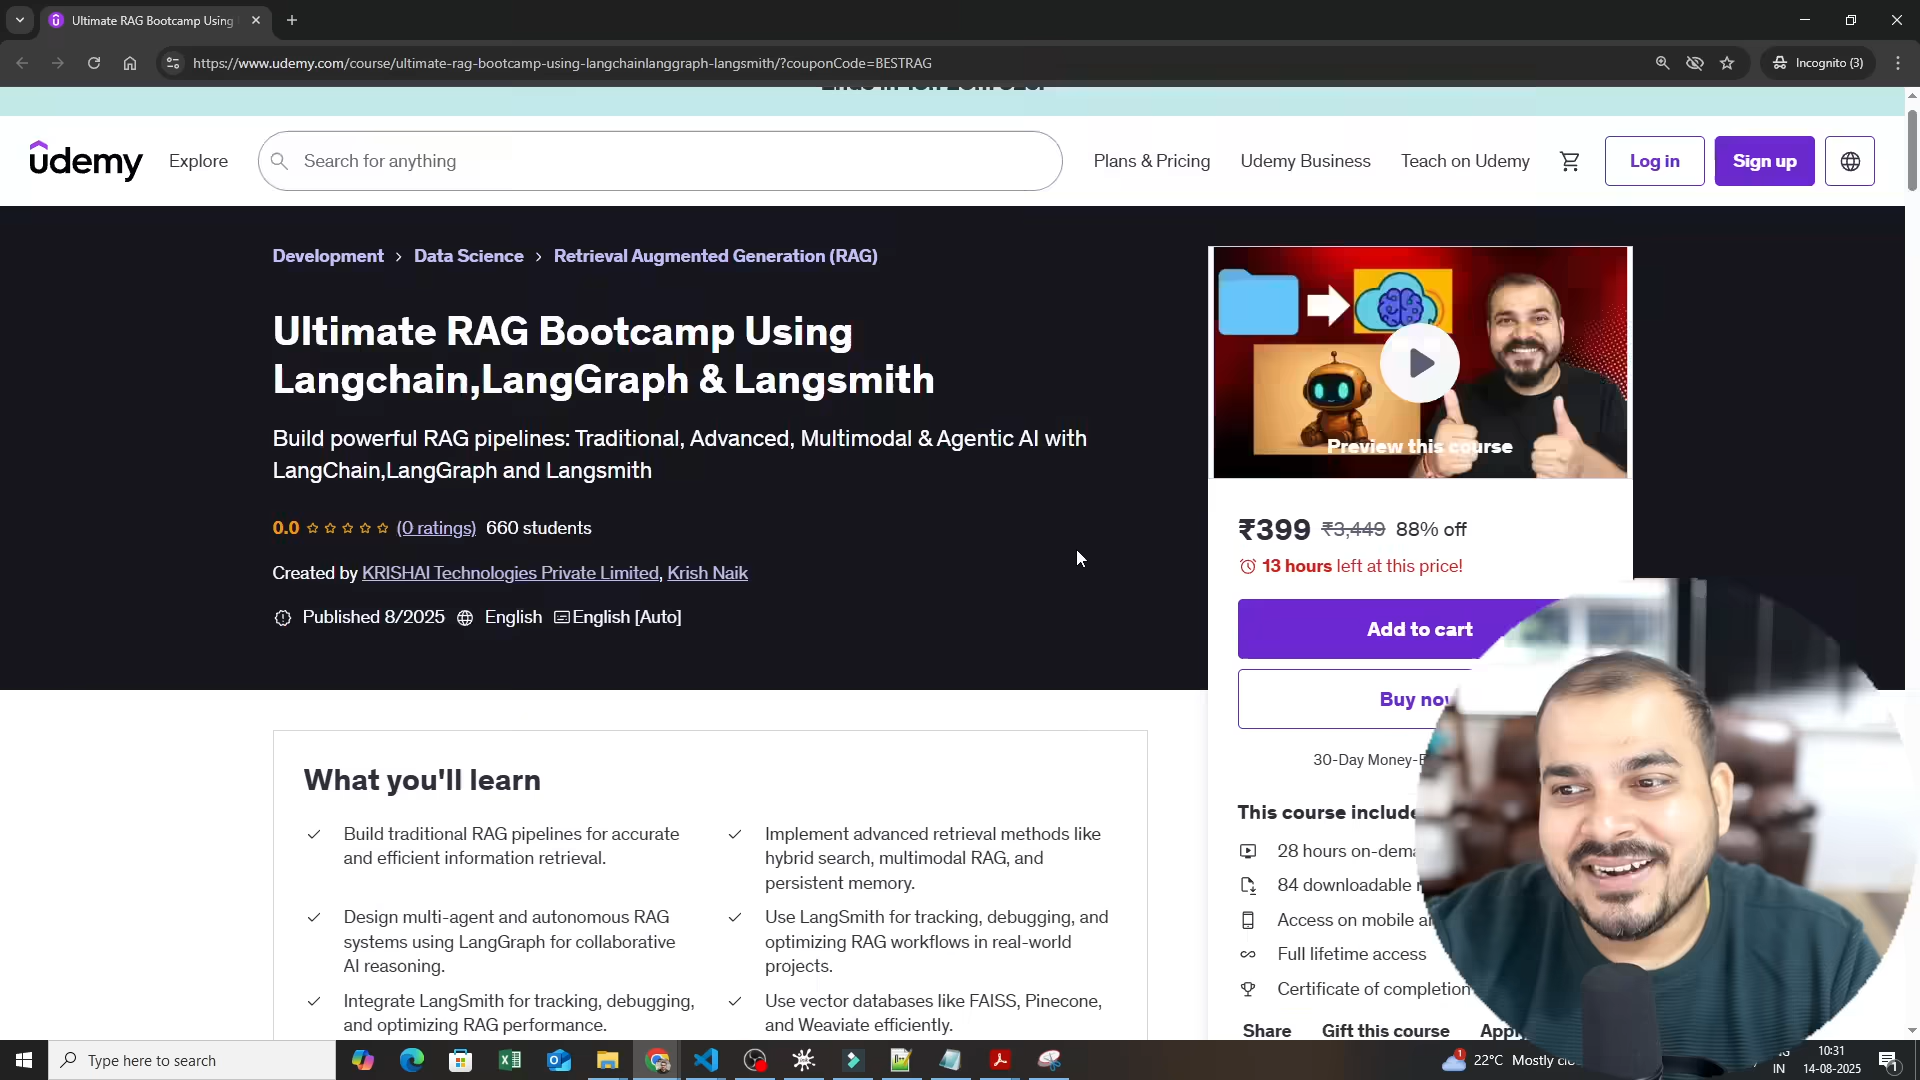 Ultimate RAG Bootcamp Using
https://www.udemy.com/course/ultimate-rag-bootcamp-using-langchainlanggraph-langsmith/?couponCode=BESTRAG
Incognito (3)
udemy
Explore
Search for anything
Plans & Pricing
Udemy Business
Teach on Udemy
Log in
Sign up
Development › Data Science › Retrieval Augmented Generation (RAG)
Ultimate RAG Bootcamp Using
Langchain,LangGraph & Langsmith
Build powerful RAG pipelines: Traditional, Advanced, Multimodal & Agentic AI with
LangChain,LangGraph and Langsmith
0.0 (0 ratings) 660 students
Created by KRISHAI Technologies Private Limited, Krish Naik
Published 8/2025 English English [Auto]
Preview this course
₹399 ₹3,449 88% off
13 hours left at this price!
Add to cart
Buy now
30-Day Money-B
This course include
28 hours on-dema
84 downloadable r
Access on mobile a
Full lifetime access
Certificate of completion
Share
Gift this course
App
What you'll learn
Build traditional RAG pipelines for accurate
and efficient information retrieval.
Implement advanced retrieval methods like
hybrid search, multimodal RAG, and
persistent memory.
Design multi-agent and autonomous RAG
systems using LangGraph for collaborative
AI reasoning.
Use LangSmith for tracking, debugging, and
optimizing RAG workflows in real-world
projects.
Integrate LangSmith for tracking, debugging,
and optimizing RAG performance.
Use vector databases like FAISS, Pinecone,
and Weaviate efficiently.
Type here to search
22°C Mostly clo
IN
10:31
14-08-2025